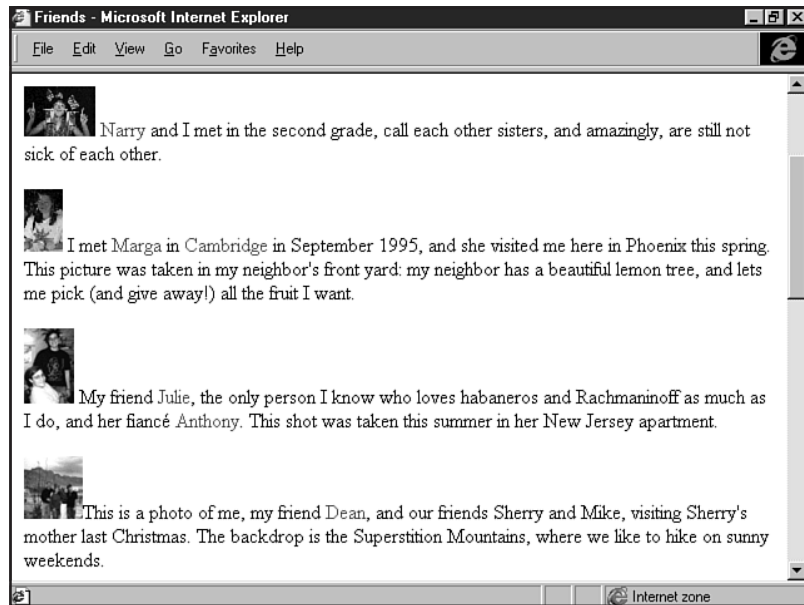 Friends - Microsoft Internet Explorer
File Edit View Go Favorites Help
Narry and I met in the second grade, call each other sisters, and amazingly, are still not
sick of each other.
I met Marga in Cambridge in September 1995, and she visited me here in Phoenix this spring.
This picture was taken in my neighbor's front yard: my neighbor has a beautiful lemon tree, and lets
me pick (and give away!) all the fruit I want.
My friend Julie, the only person I know who loves habaneros and Rachmaninoff as much as
I do, and her fiancé Anthony. This shot was taken this summer in her New Jersey apartment.
This is a photo of me, my friend Dean, and our friends Sherry and Mike, visiting Sherry's
mother last Christmas. The backdrop is the Superstition Mountains, where we like to hike on sunny
weekends.
Internet zone